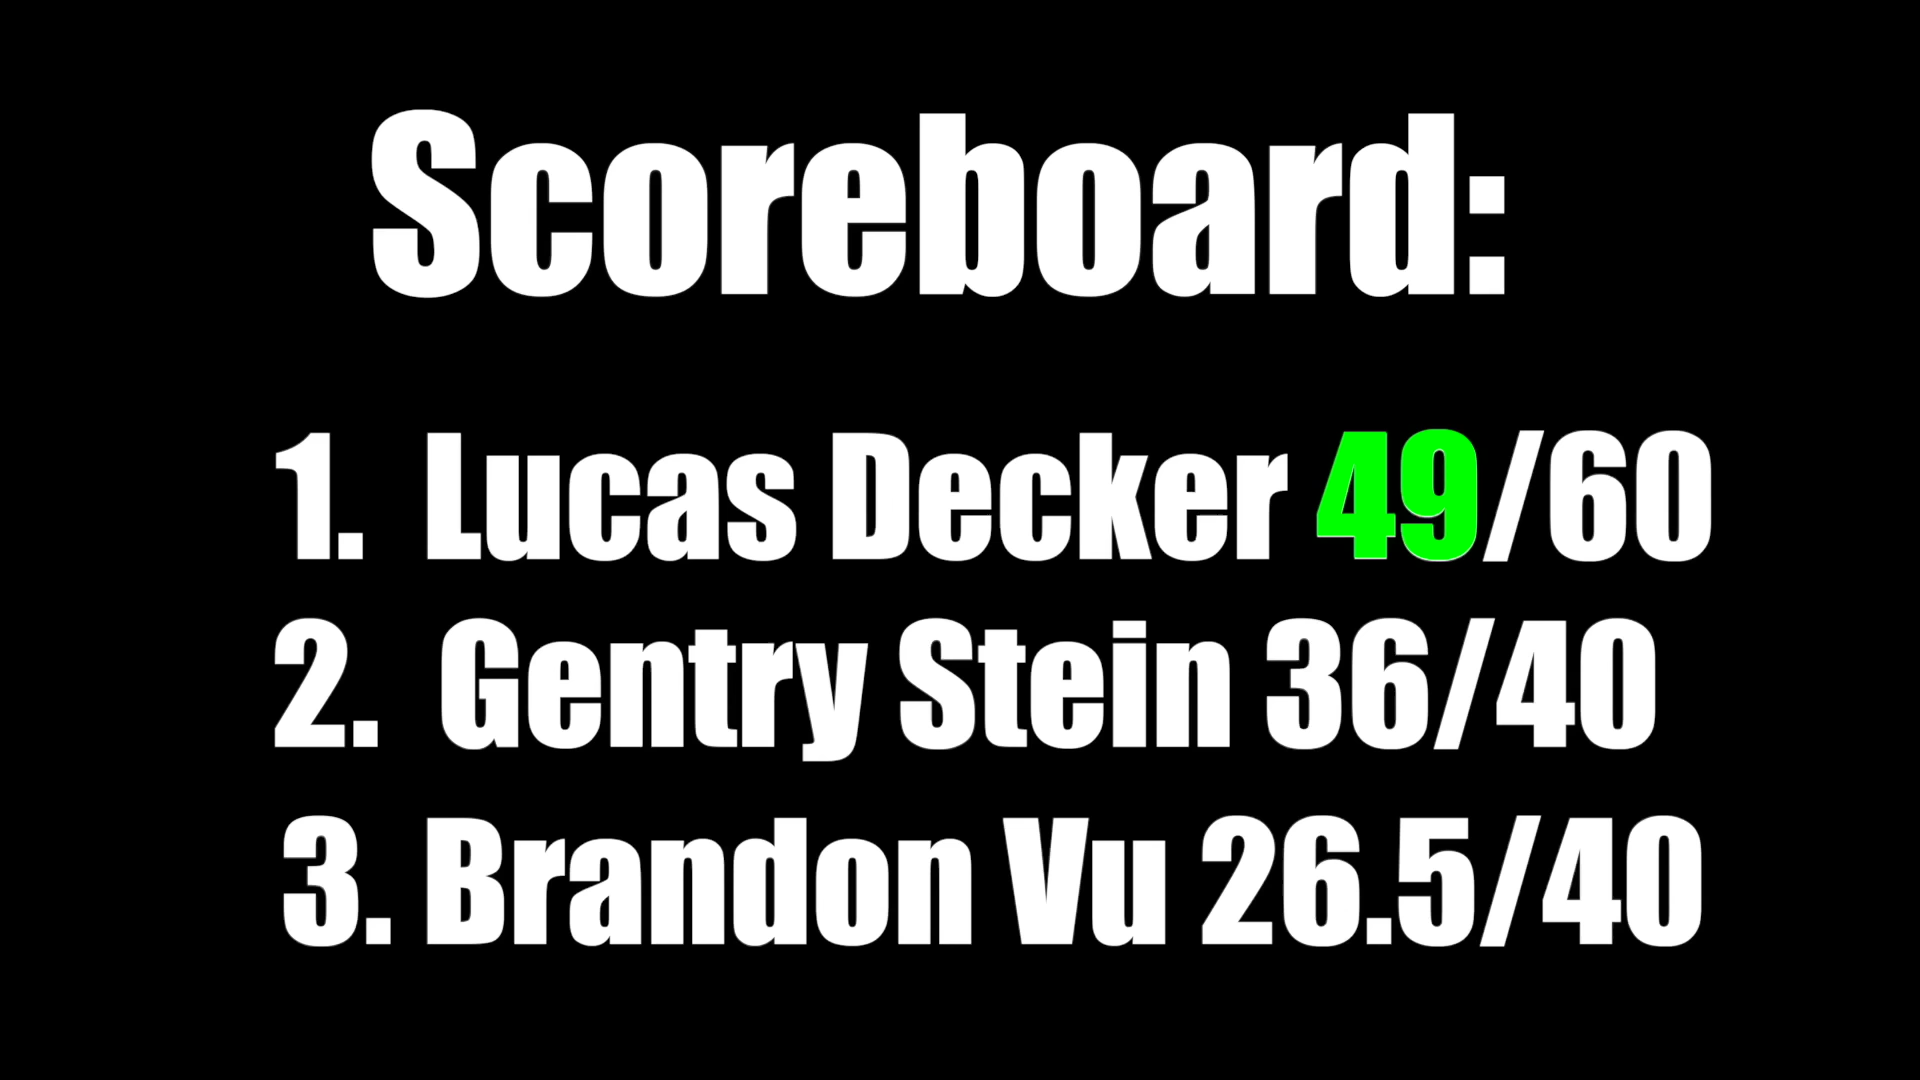 Scoreboard:
1. Lucas Decker 49/60
2. Gentry Stein 36/40
3. Brandon Vu 26.5/40